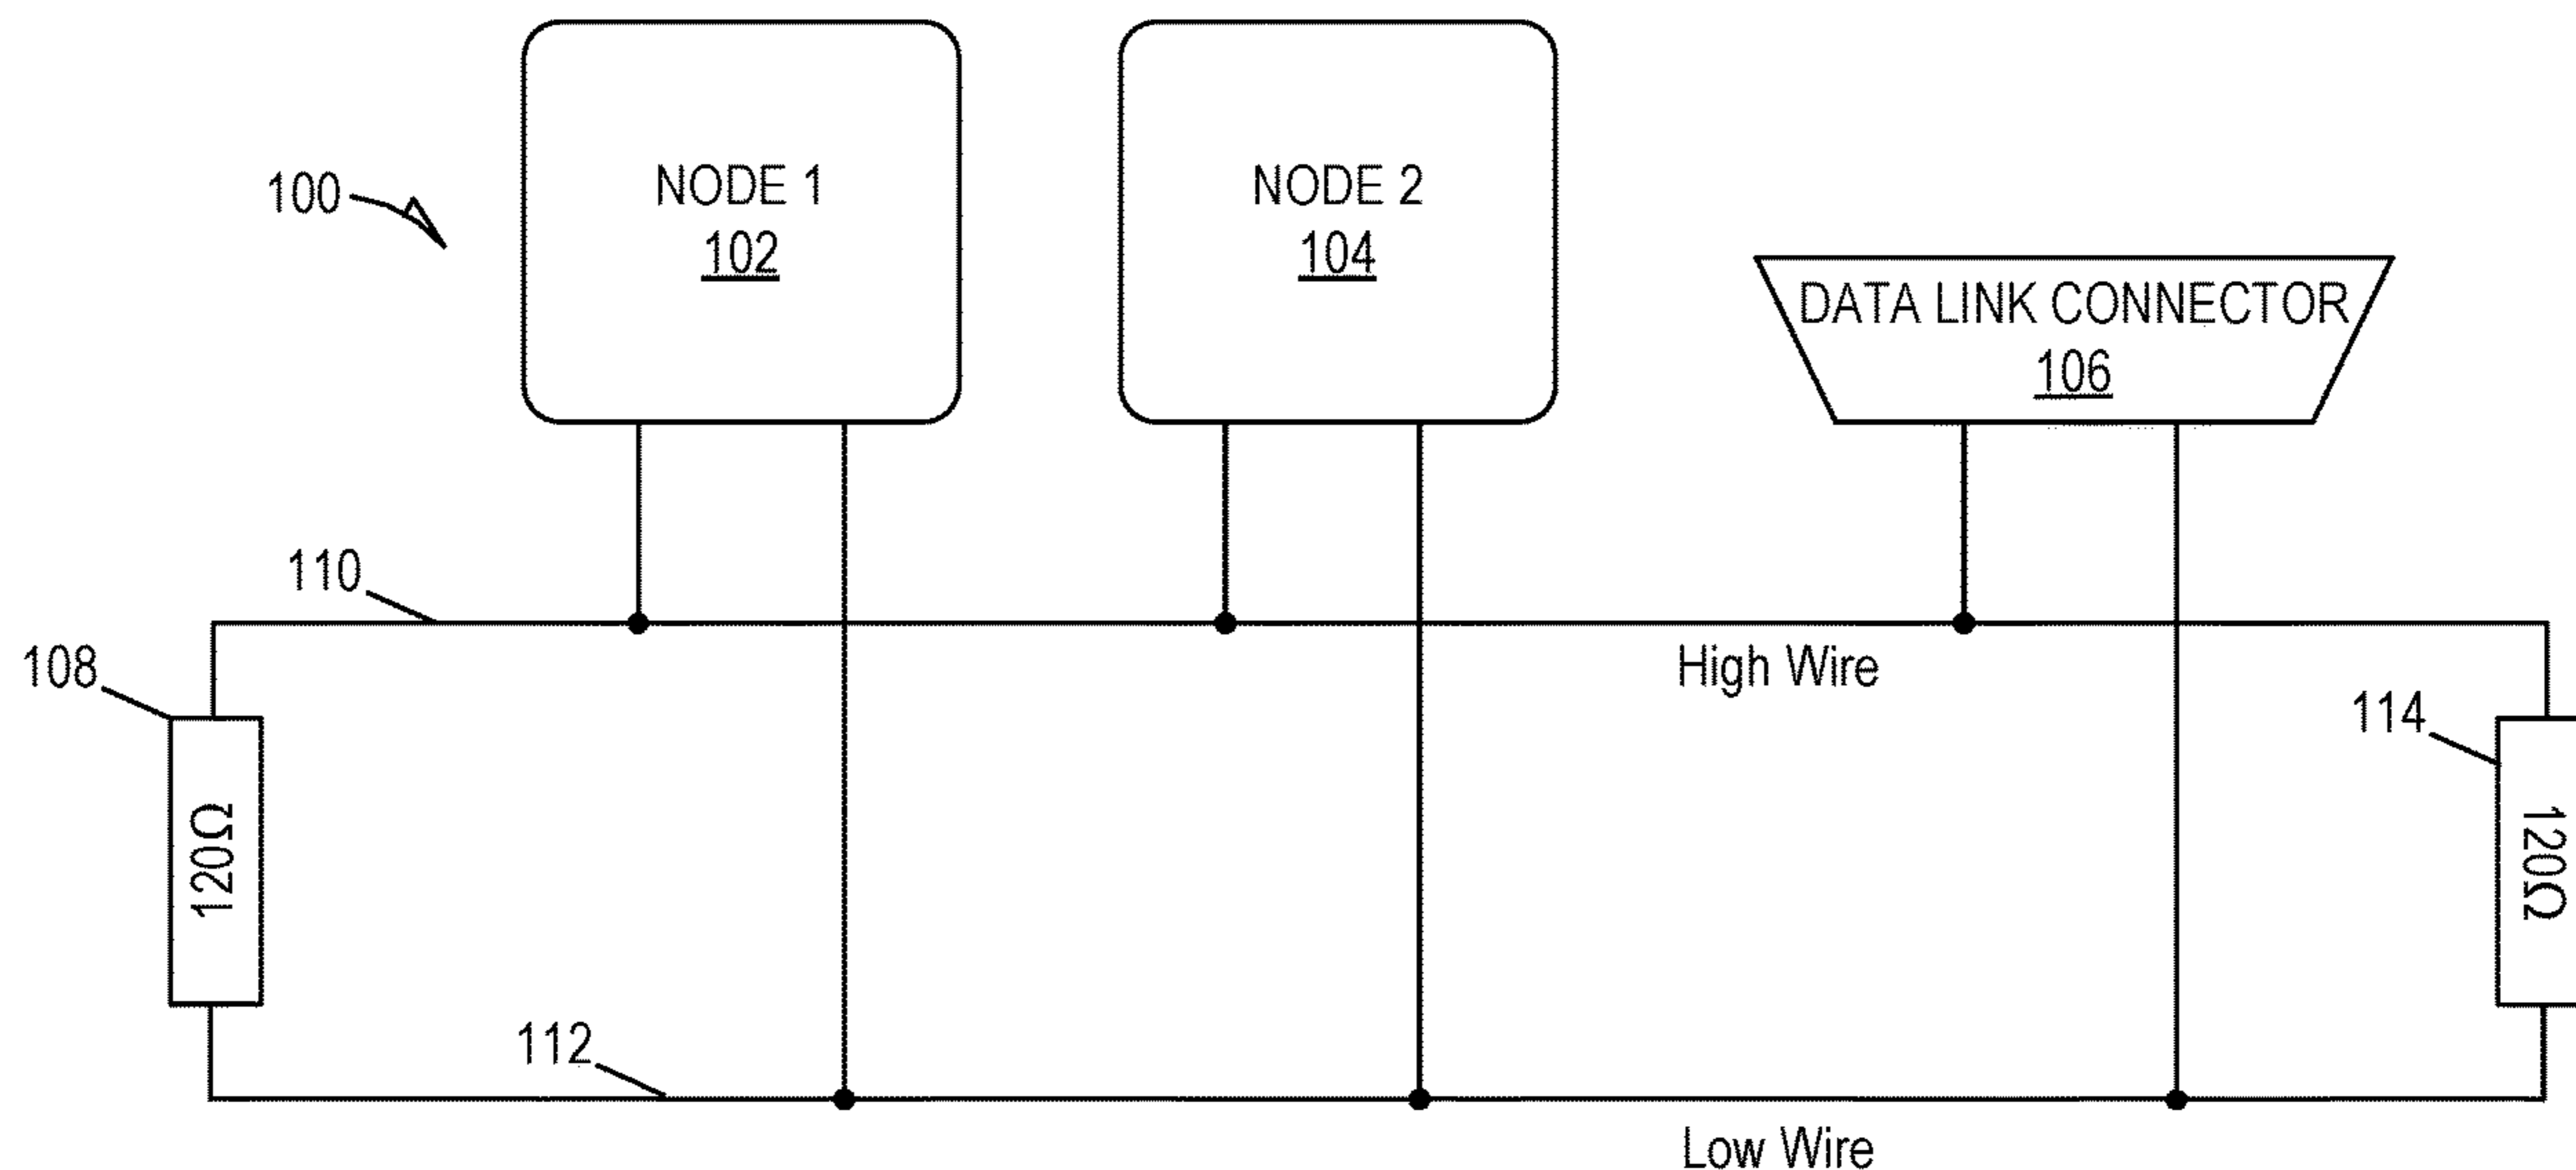 NODE 1
102
NODE 2
104
100
DATA LINK CONNECTOR
106
110
108
High Wire
114
120Ω
120Ω
112
Low Wire